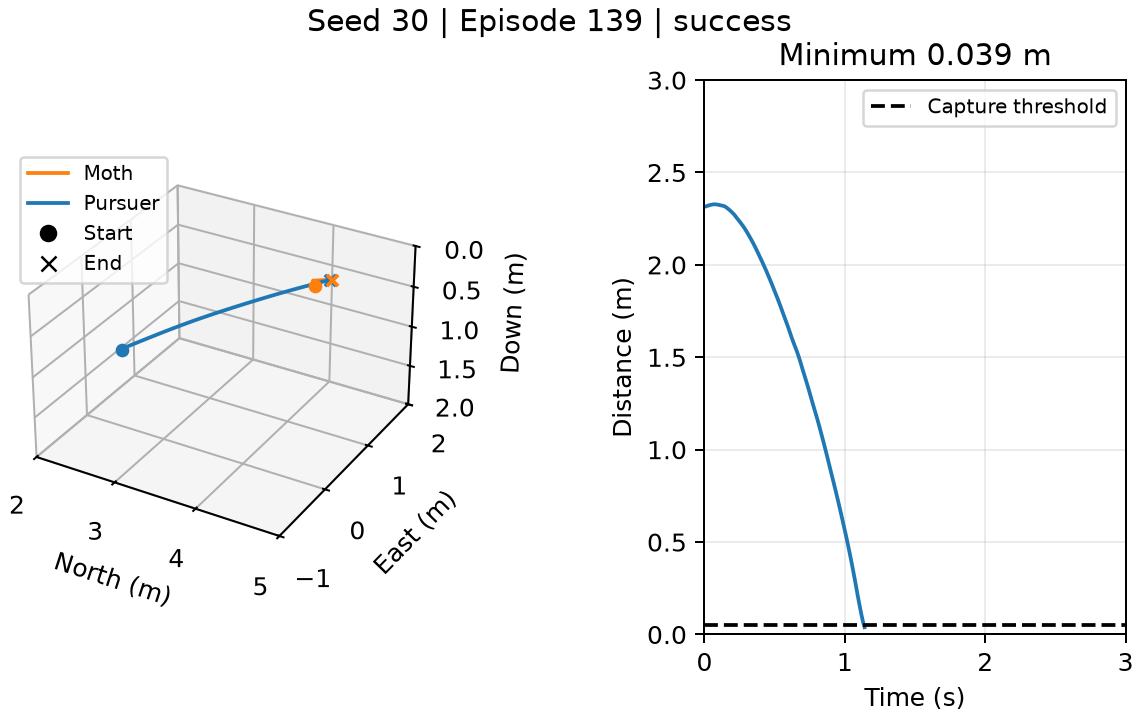 Seed 30 | Episode 139 | success
Minimum 0.039 m
Moth
Pursuer
Start
End
0.0
0.5
1.0
1.5
2.0
Down (m)
2
1
0
−1
East (m)
2
3
4
5
North (m)
Capture threshold
3.0
2.5
2.0
1.5
1.0
0.5
0.0
Distance (m)
0
1
2
3
Time (s)